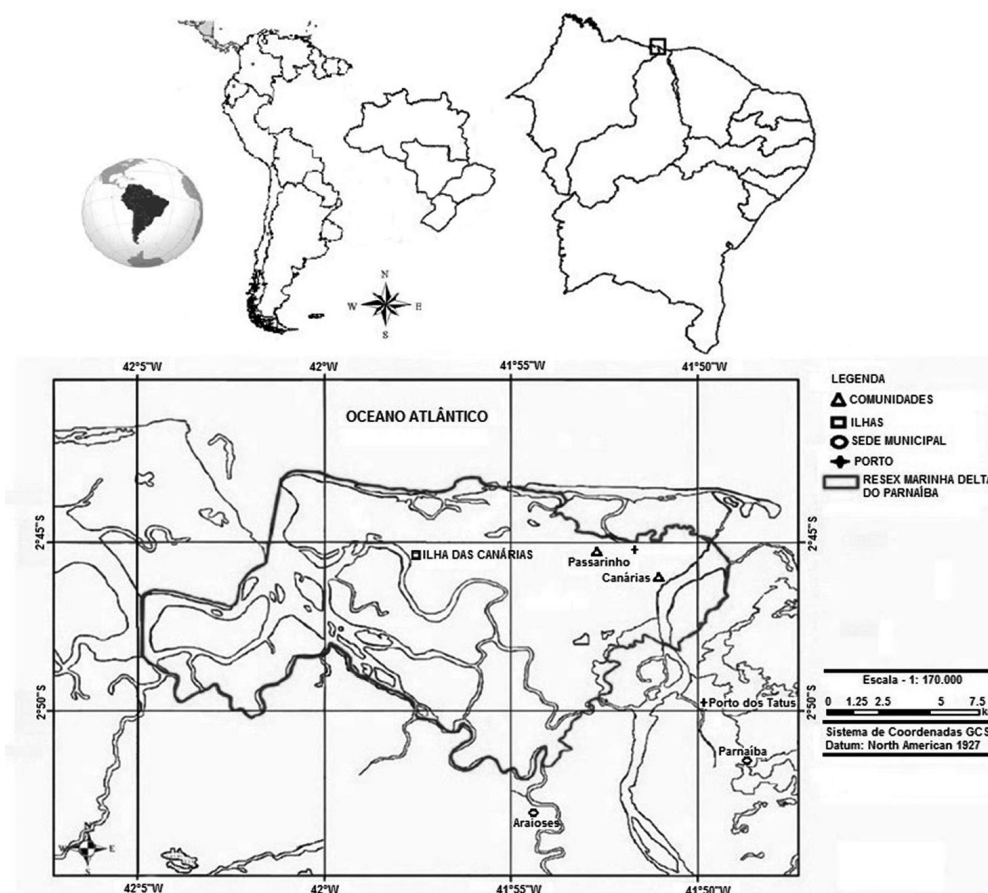 N
W E
S
42°5"W 42°0"W 41°55"W 41°50"W
OCEANO ATLÂNTICO
2°45"S 2°45"S
ILHA DAS CANÁRIAS
Passarinho
Canárias
2°50"S 2°50"S
Porto dos Tatus
Parnaíba
Araioses
W E
42°5"W 42°0"W 41°55"W 41°50"W
LEGENDA
COMUNIDADES
ILHAS
SEDE MUNICIPAL
PORTO
RESEX MARINHA DELTA
DO PARNAÍBA
Escala - 1: 170.000
0 1.25 2.5 5 7.5
k
Sistema de Coordenadas GCS
Datum: North American 1927